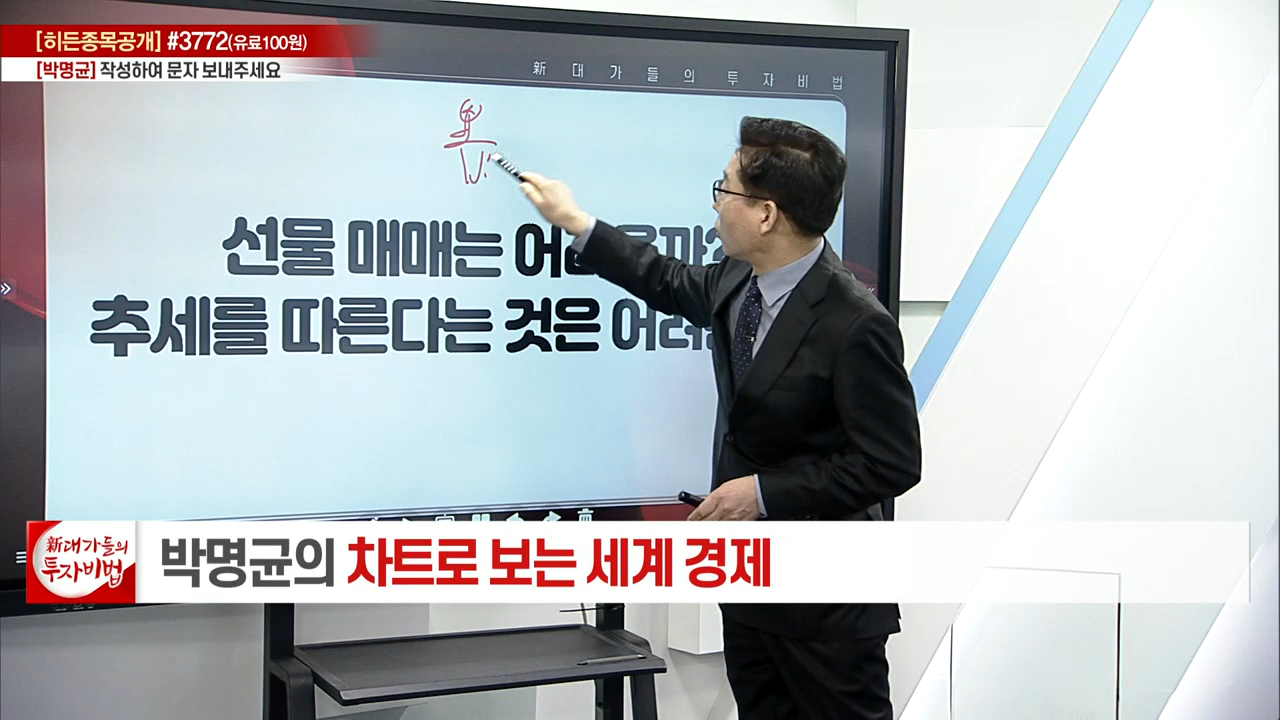 [히든종목공개] #3772(유료100원)
[박명균] 작성하여 문자 보내주세요
新 대 가 들 의 투 자 비 법
선물 매매는
추세를 따른다는 것은
新대가들의
투자비법
박명균의 차트로 보는 세계 경제